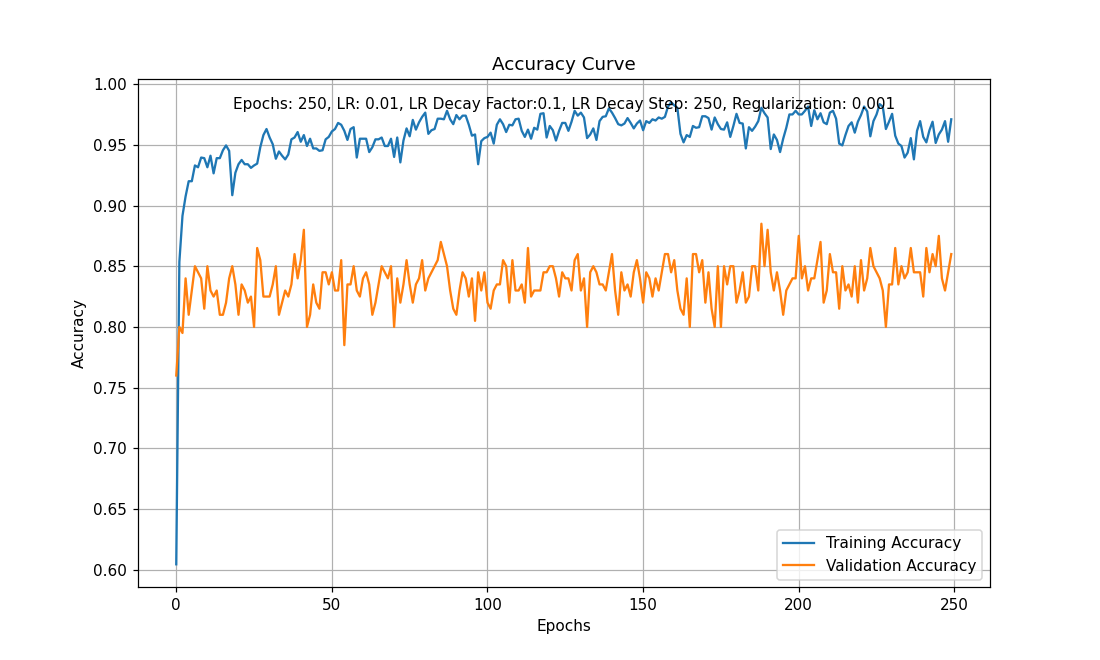 Accuracy Curve
Epochs: 250, LR: 0.01, LR Decay Factor:0.1, LR Decay Step: 250, Regularization: 0.001
1.00
0.95
0.90
0.85
0.80
0.75
0.70
0.65
0.60
Accuracy
Training Accuracy
Validation Accuracy
0 50 100 150 200 250
Epochs